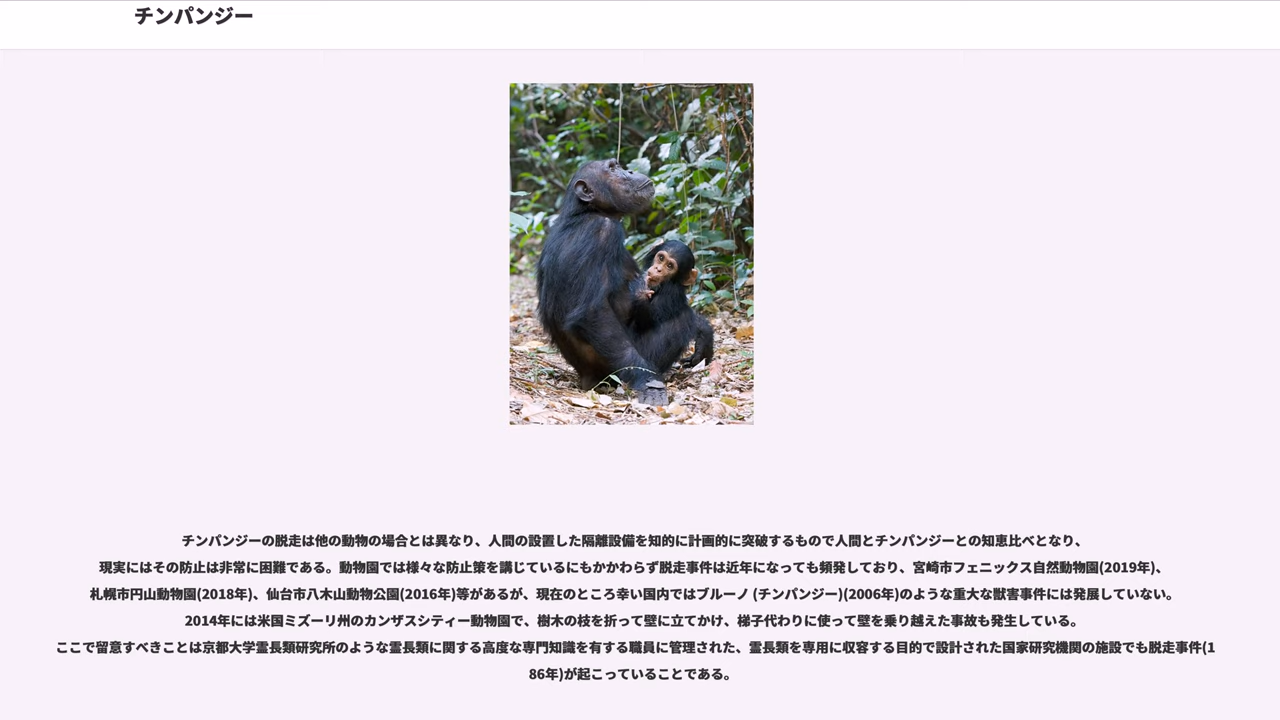 チンパンジー
チンパンジーの脱走は他の動物の場合とは異なり、人間の設置した隔離設備を知的に計画的に突破するもので人間とチンパンジーとの知恵比べとなり、
現実にはその防止は非常に困難である。動物園では様々な防止策を講じているにもかかわらず脱走事件は近年になっても頻発しており、宮崎市フェニックス自然動物園(2019年)、
札幌市円山動物園(2018年)、仙台市八木山動物公園(2016年)等があるが、現在のところ幸い国内ではブルーノ (チンパンジー)(2006年)のような重大な獣害事件には発展していない。
2014年には米国ミズーリ州のカンザスシティー動物園で、樹木の枝を折って壁に立てかけ、梯子代わりに使って壁を乗り越えた事故も発生している。
ここで留意すべきことは京都大学霊長類研究所のような霊長類に関する高度な専門知識を有する職員に管理された、霊長類を専用に収容する目的で設計された国家研究機関の施設でも脱走事件(1
86年)が起こっていることである。